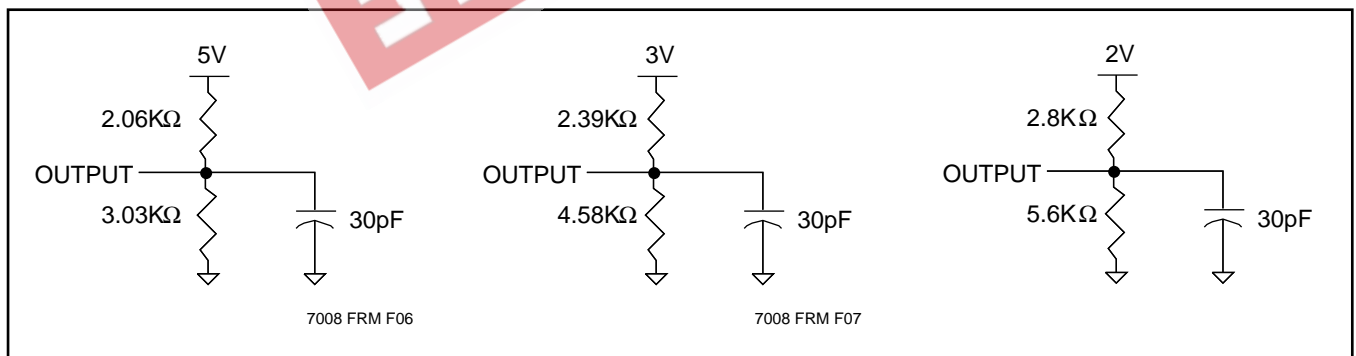 5V
2.06KΩ
OUTPUT
3.03KΩ
30pF
7008 FRM F06
3V
2.39KΩ
OUTPUT
4.58KΩ
30pF
7008 FRM F07
2V
2.8KΩ
OUTPUT
5.6KΩ
30pF